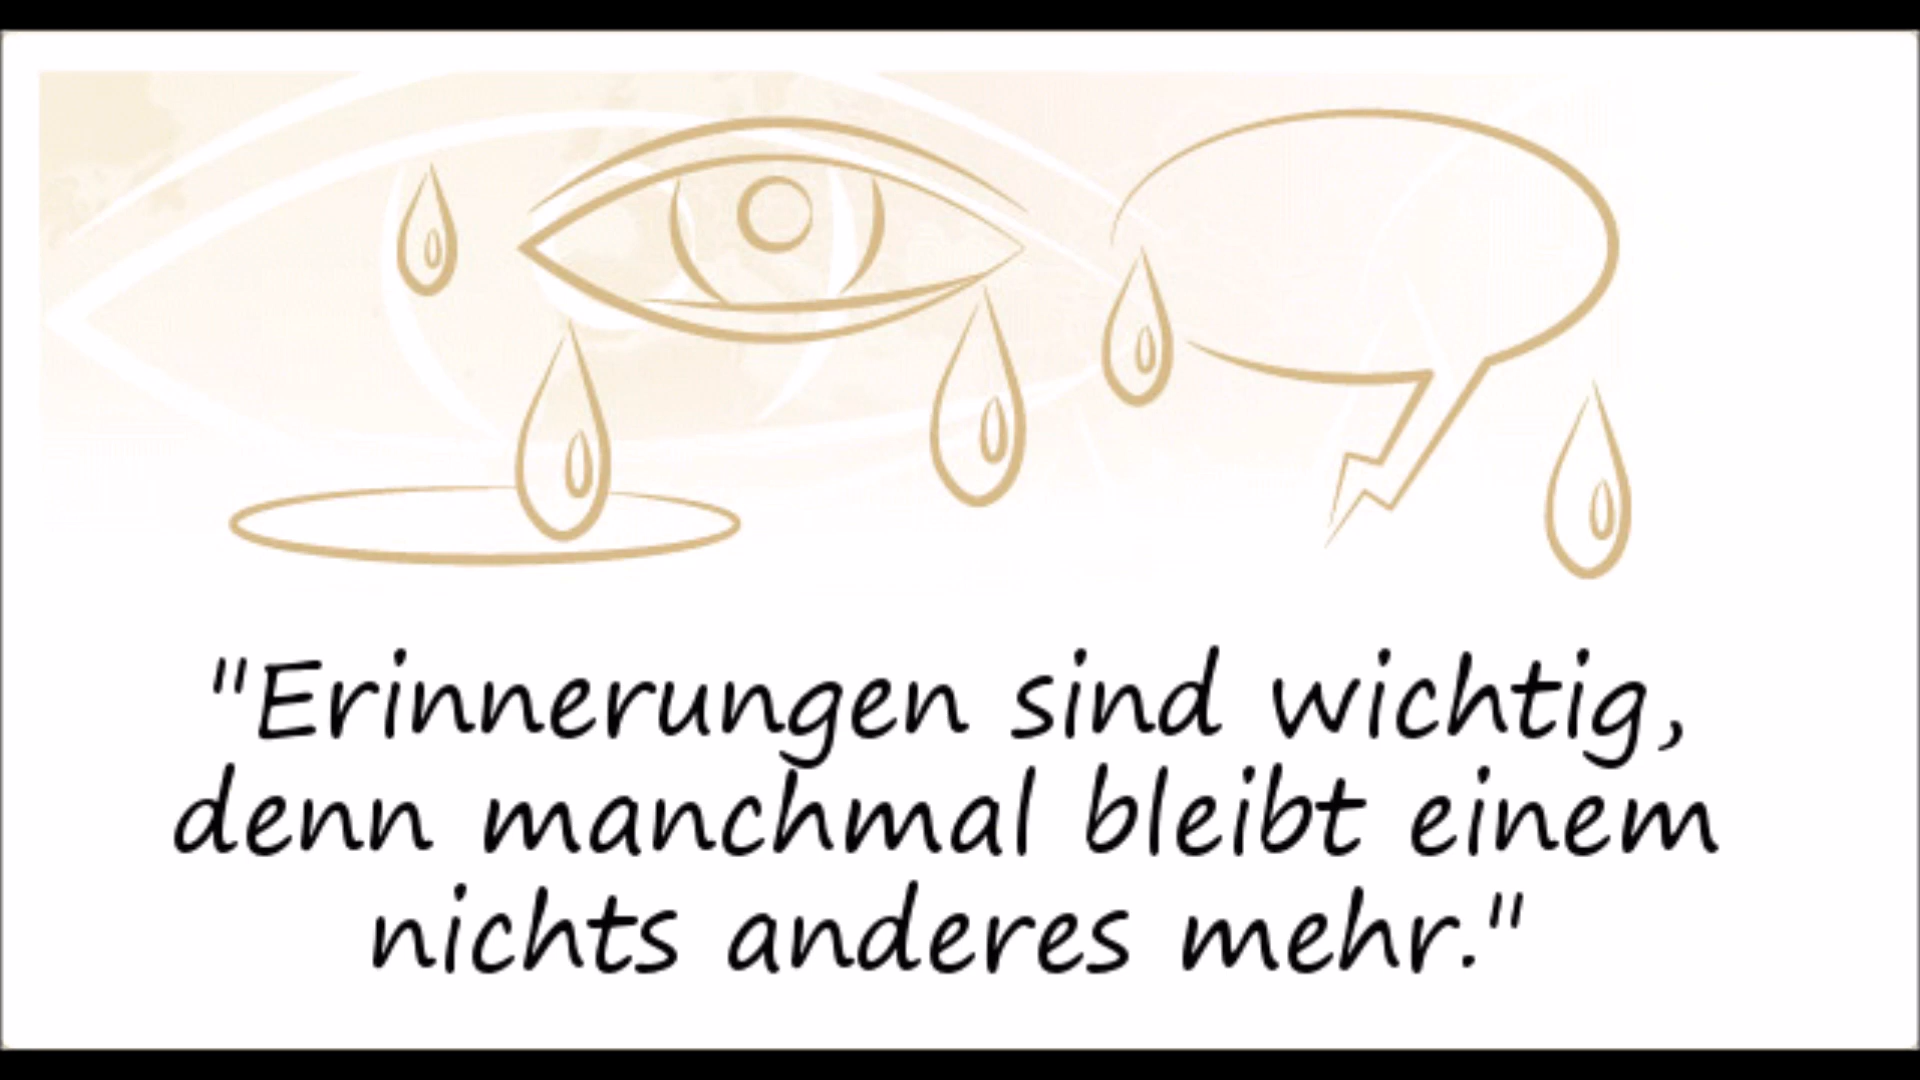 "Erinnerungen sind wichtig,
denn manchmal bleibt einem
nichts anderes mehr."